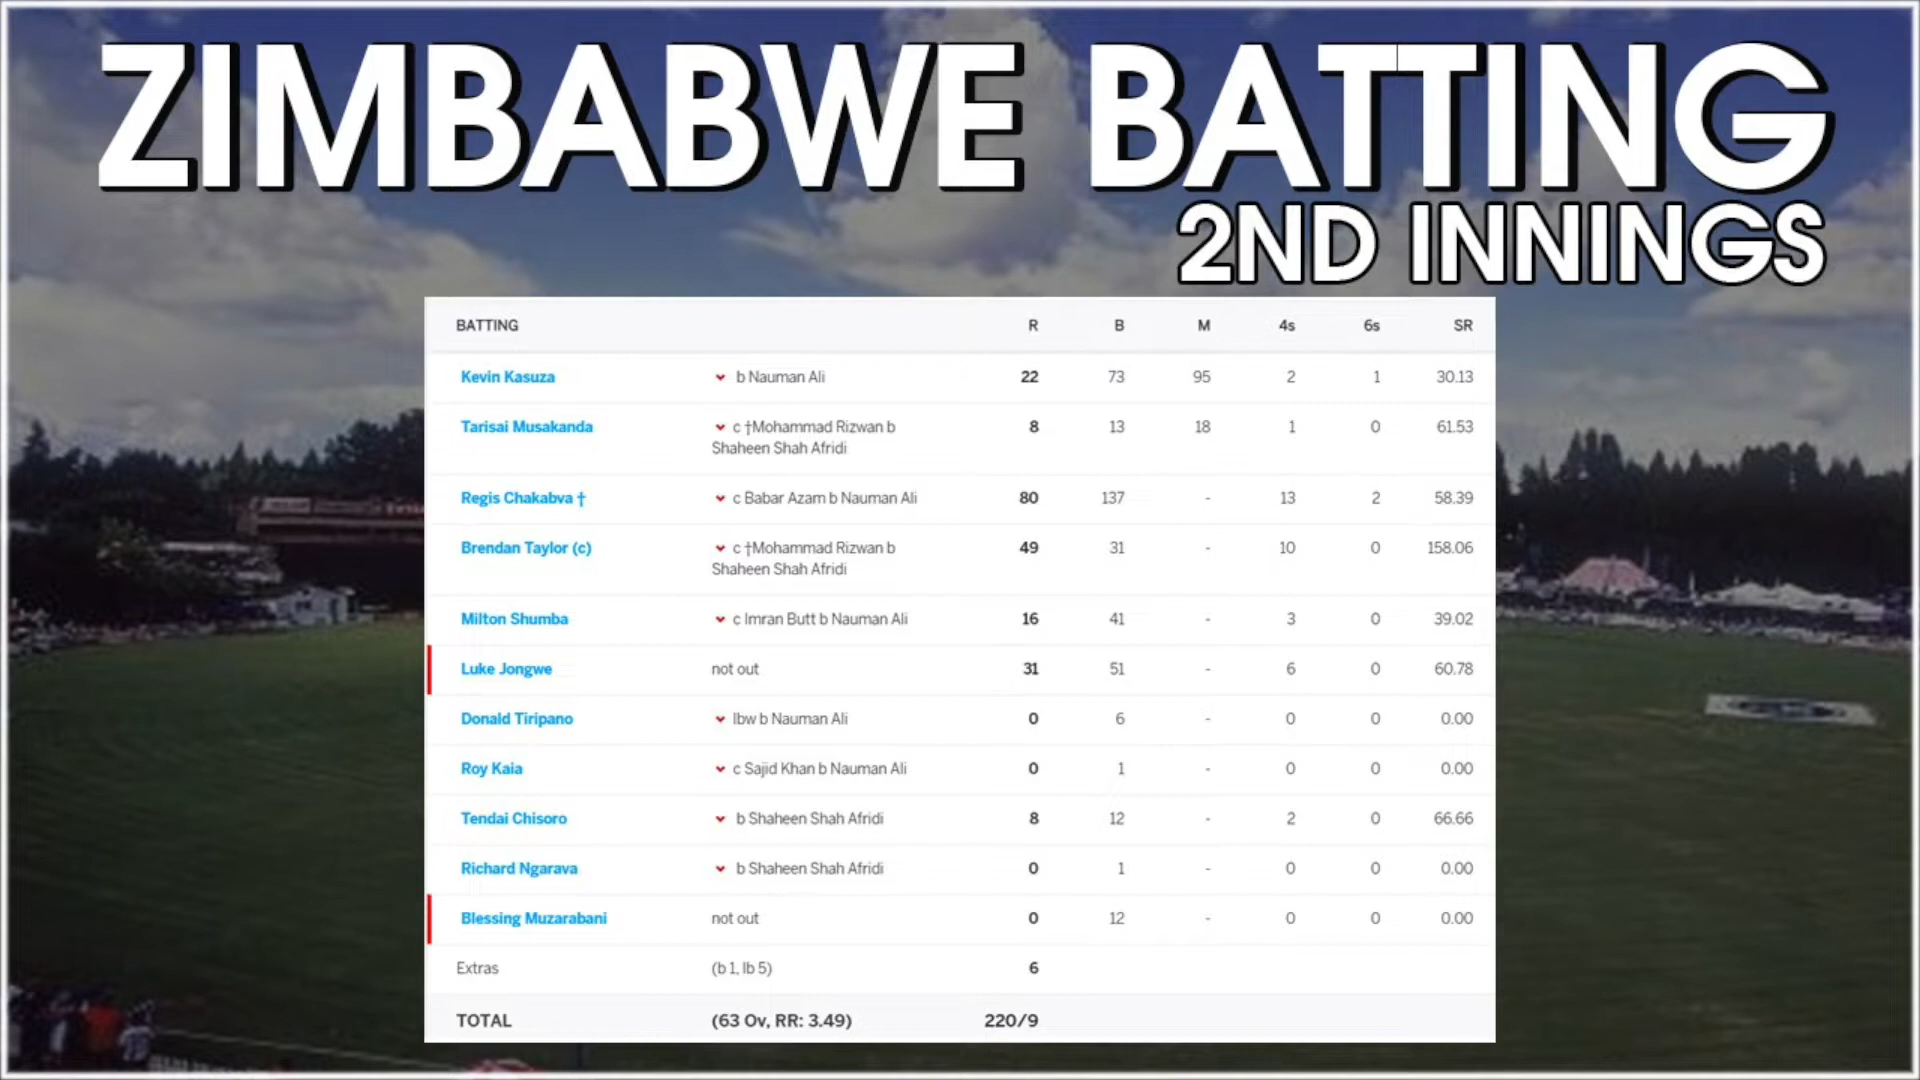 ZIMBABWE BATTING
2ND INNINGS
BATTING R B M 4s 6s SR
Kevin Kasuza b Nauman Ali 22 73 95 2 1 30.13
Tarisai Musakanda c †Mohammad Rizwan b 8 13 18 1 0 61.53
Shaheen Shah Afridi
Regis Chakabva † c Babar Azam b Nauman Ali 80 137 - 13 2 58.39
Brendan Taylor (c) c †Mohammad Rizwan b 49 31 - 10 0 158.06
Shaheen Shah Afridi
Milton Shumba c Imran Butt b Nauman Ali 16 41 - 3 0 39.02
Luke Jongwe not out 31 51 - 6 0 60.78
Donald Tiripano lbw b Nauman Ali 0 6 - 0 0 0.00
Roy Kaia c Sajid Khan b Nauman Ali 0 1 - 0 0 0.00
Tendai Chisoro b Shaheen Shah Afridi 8 12 - 2 0 66.66
Richard Ngarava b Shaheen Shah Afridi 0 1 - 0 0 0.00
Blessing Muzarabani not out 0 12 - 0 0 0.00
Extras (b 1, lb 5) 6
TOTAL (63 Ov, RR: 3.49) 220/9